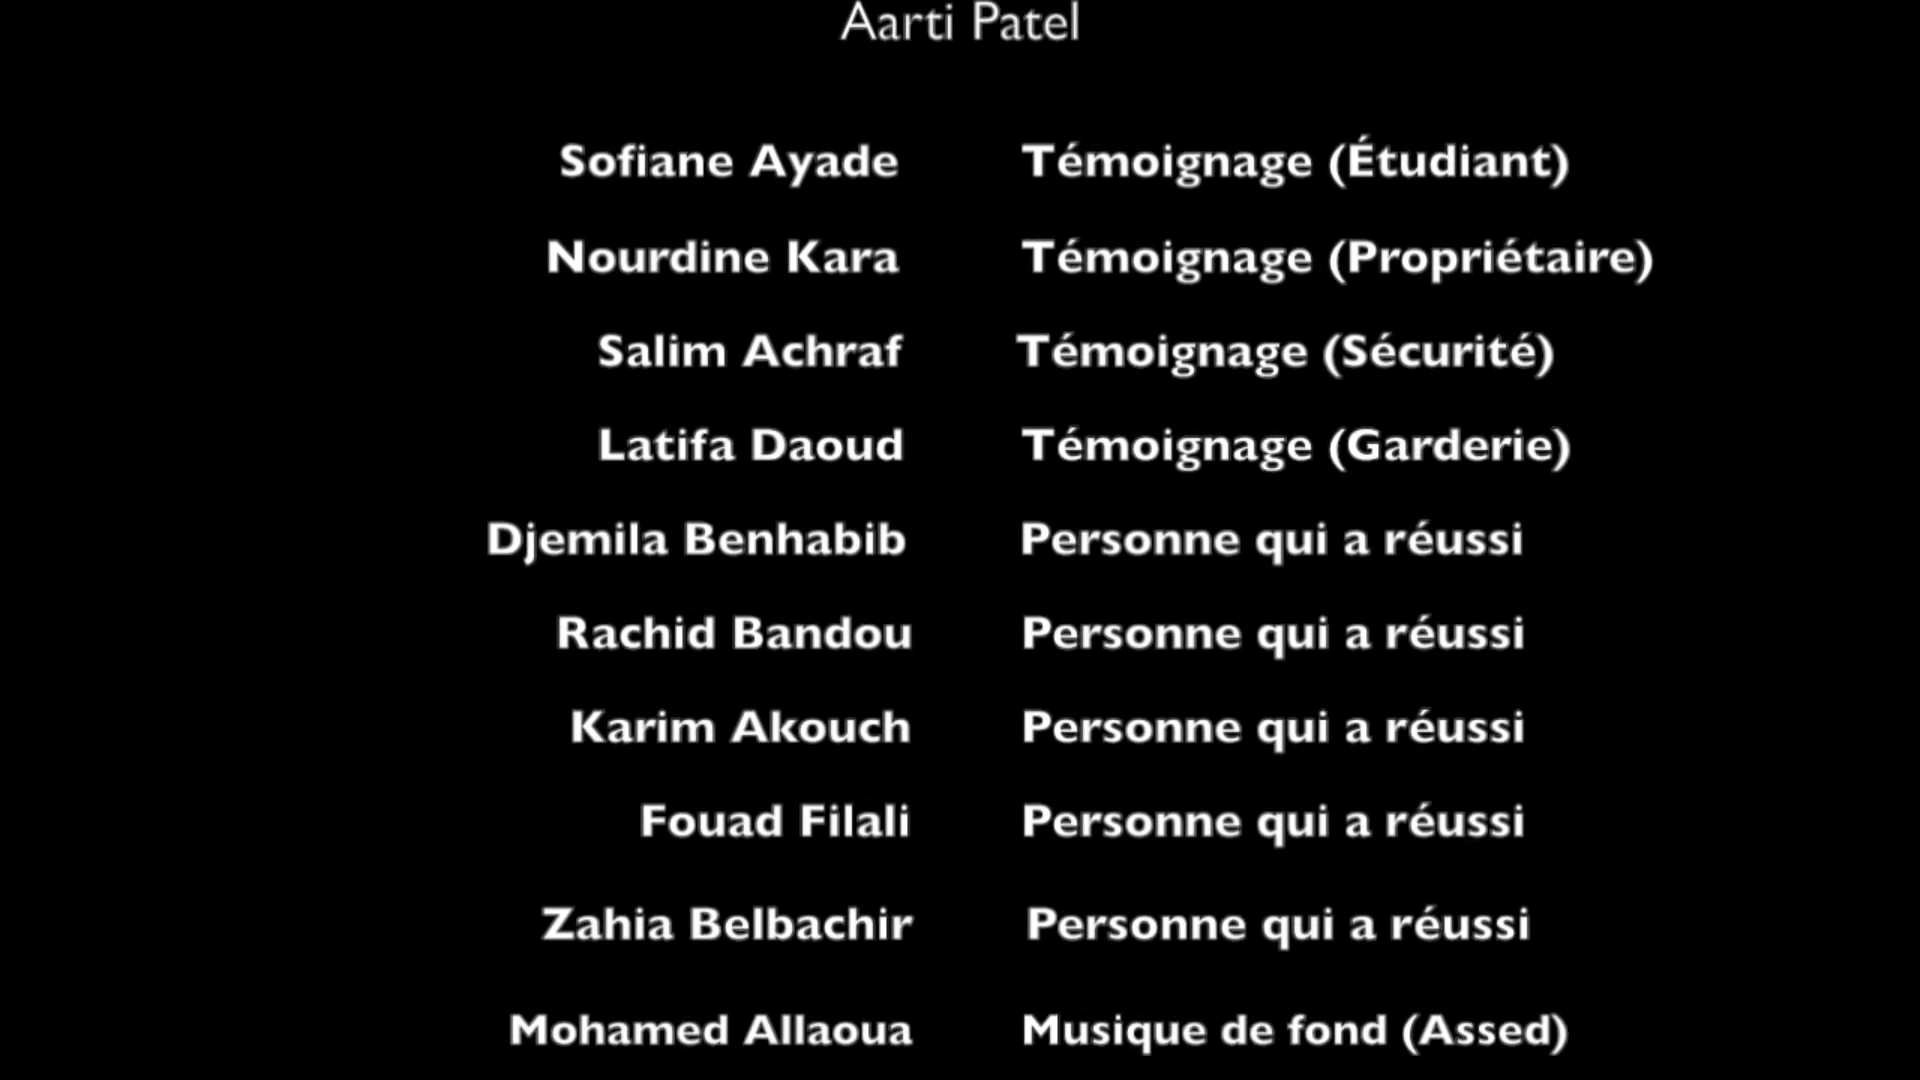 Aarti Patel
Sofiane Ayade Témoignage (Étudiant)
Nourdine Kara Témoignage (Propriétaire)
Salim Achraf Témoignage (Sécurité)
Latifa Daoud Témoignage (Garderie)
Djemila Benhabib Personne qui a réussi
Rachid Bandou Personne qui a réussi
Karim Akouch Personne qui a réussi
Fouad Filali Personne qui a réussi
Zahia Belbachir Personne qui a réussi
Mohamed Allaoua Musique de fond (Assed)